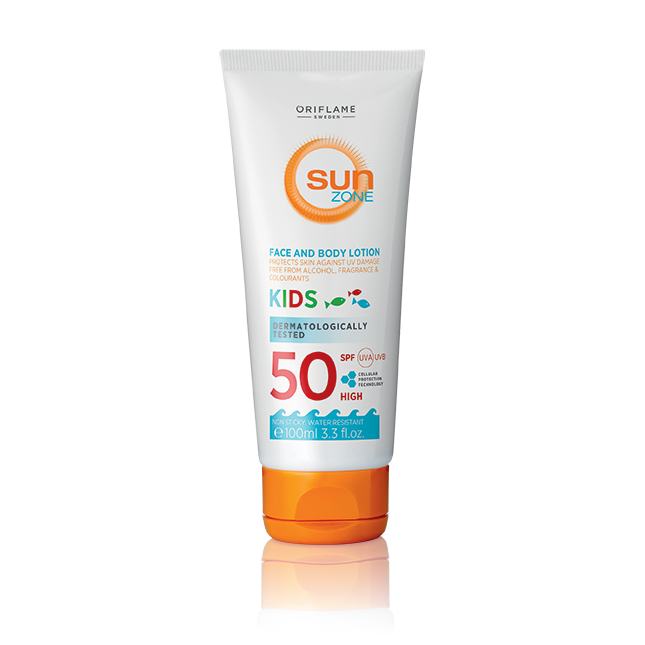 ORIFLAME
SWEDEN
sun
ZONE
FACE AND BODY LOTION
PROTECTS SKIN AGAINST UV DAMAGE
FREE FROM ALCOHOL, FRAGRANCE &
COLOURANTS
KIDS
DERMATOLOGICALLY
TESTED
50 SPF UVA UVB
CELLULAR
PROTECTION
TECHNOLOGY
HIGH
NON STICKY, WATER RESISTANT
℮100ml 3.3 fl.oz.